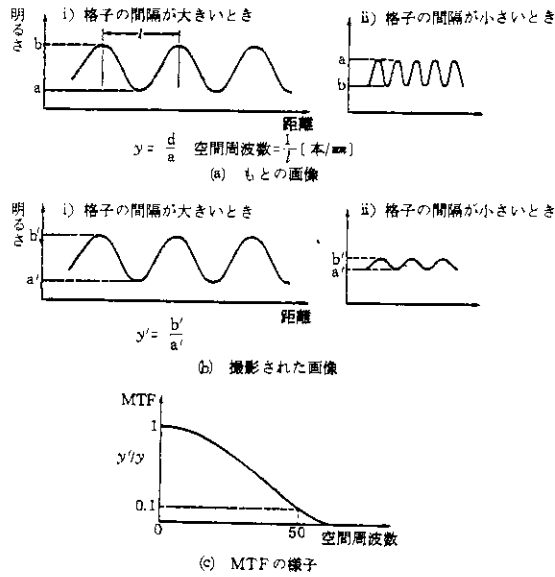 i) 格子の間隔が大きいとき
ii) 格子の間隔が小さいとき
明るさ
b
a
l
距離
a
b
y = d/a 空間周波数=1/l [本/㎜]
(a) もとの画像
i) 格子の間隔が大きいとき
ii) 格子の間隔が小さいとき
明るさ
b′
a′
距離
b′
a′
y′= b′/a′
(b) 撮影された画像
MTF
1
y′/y
0.1
0
50
空間周波数
(c) MTFの様子